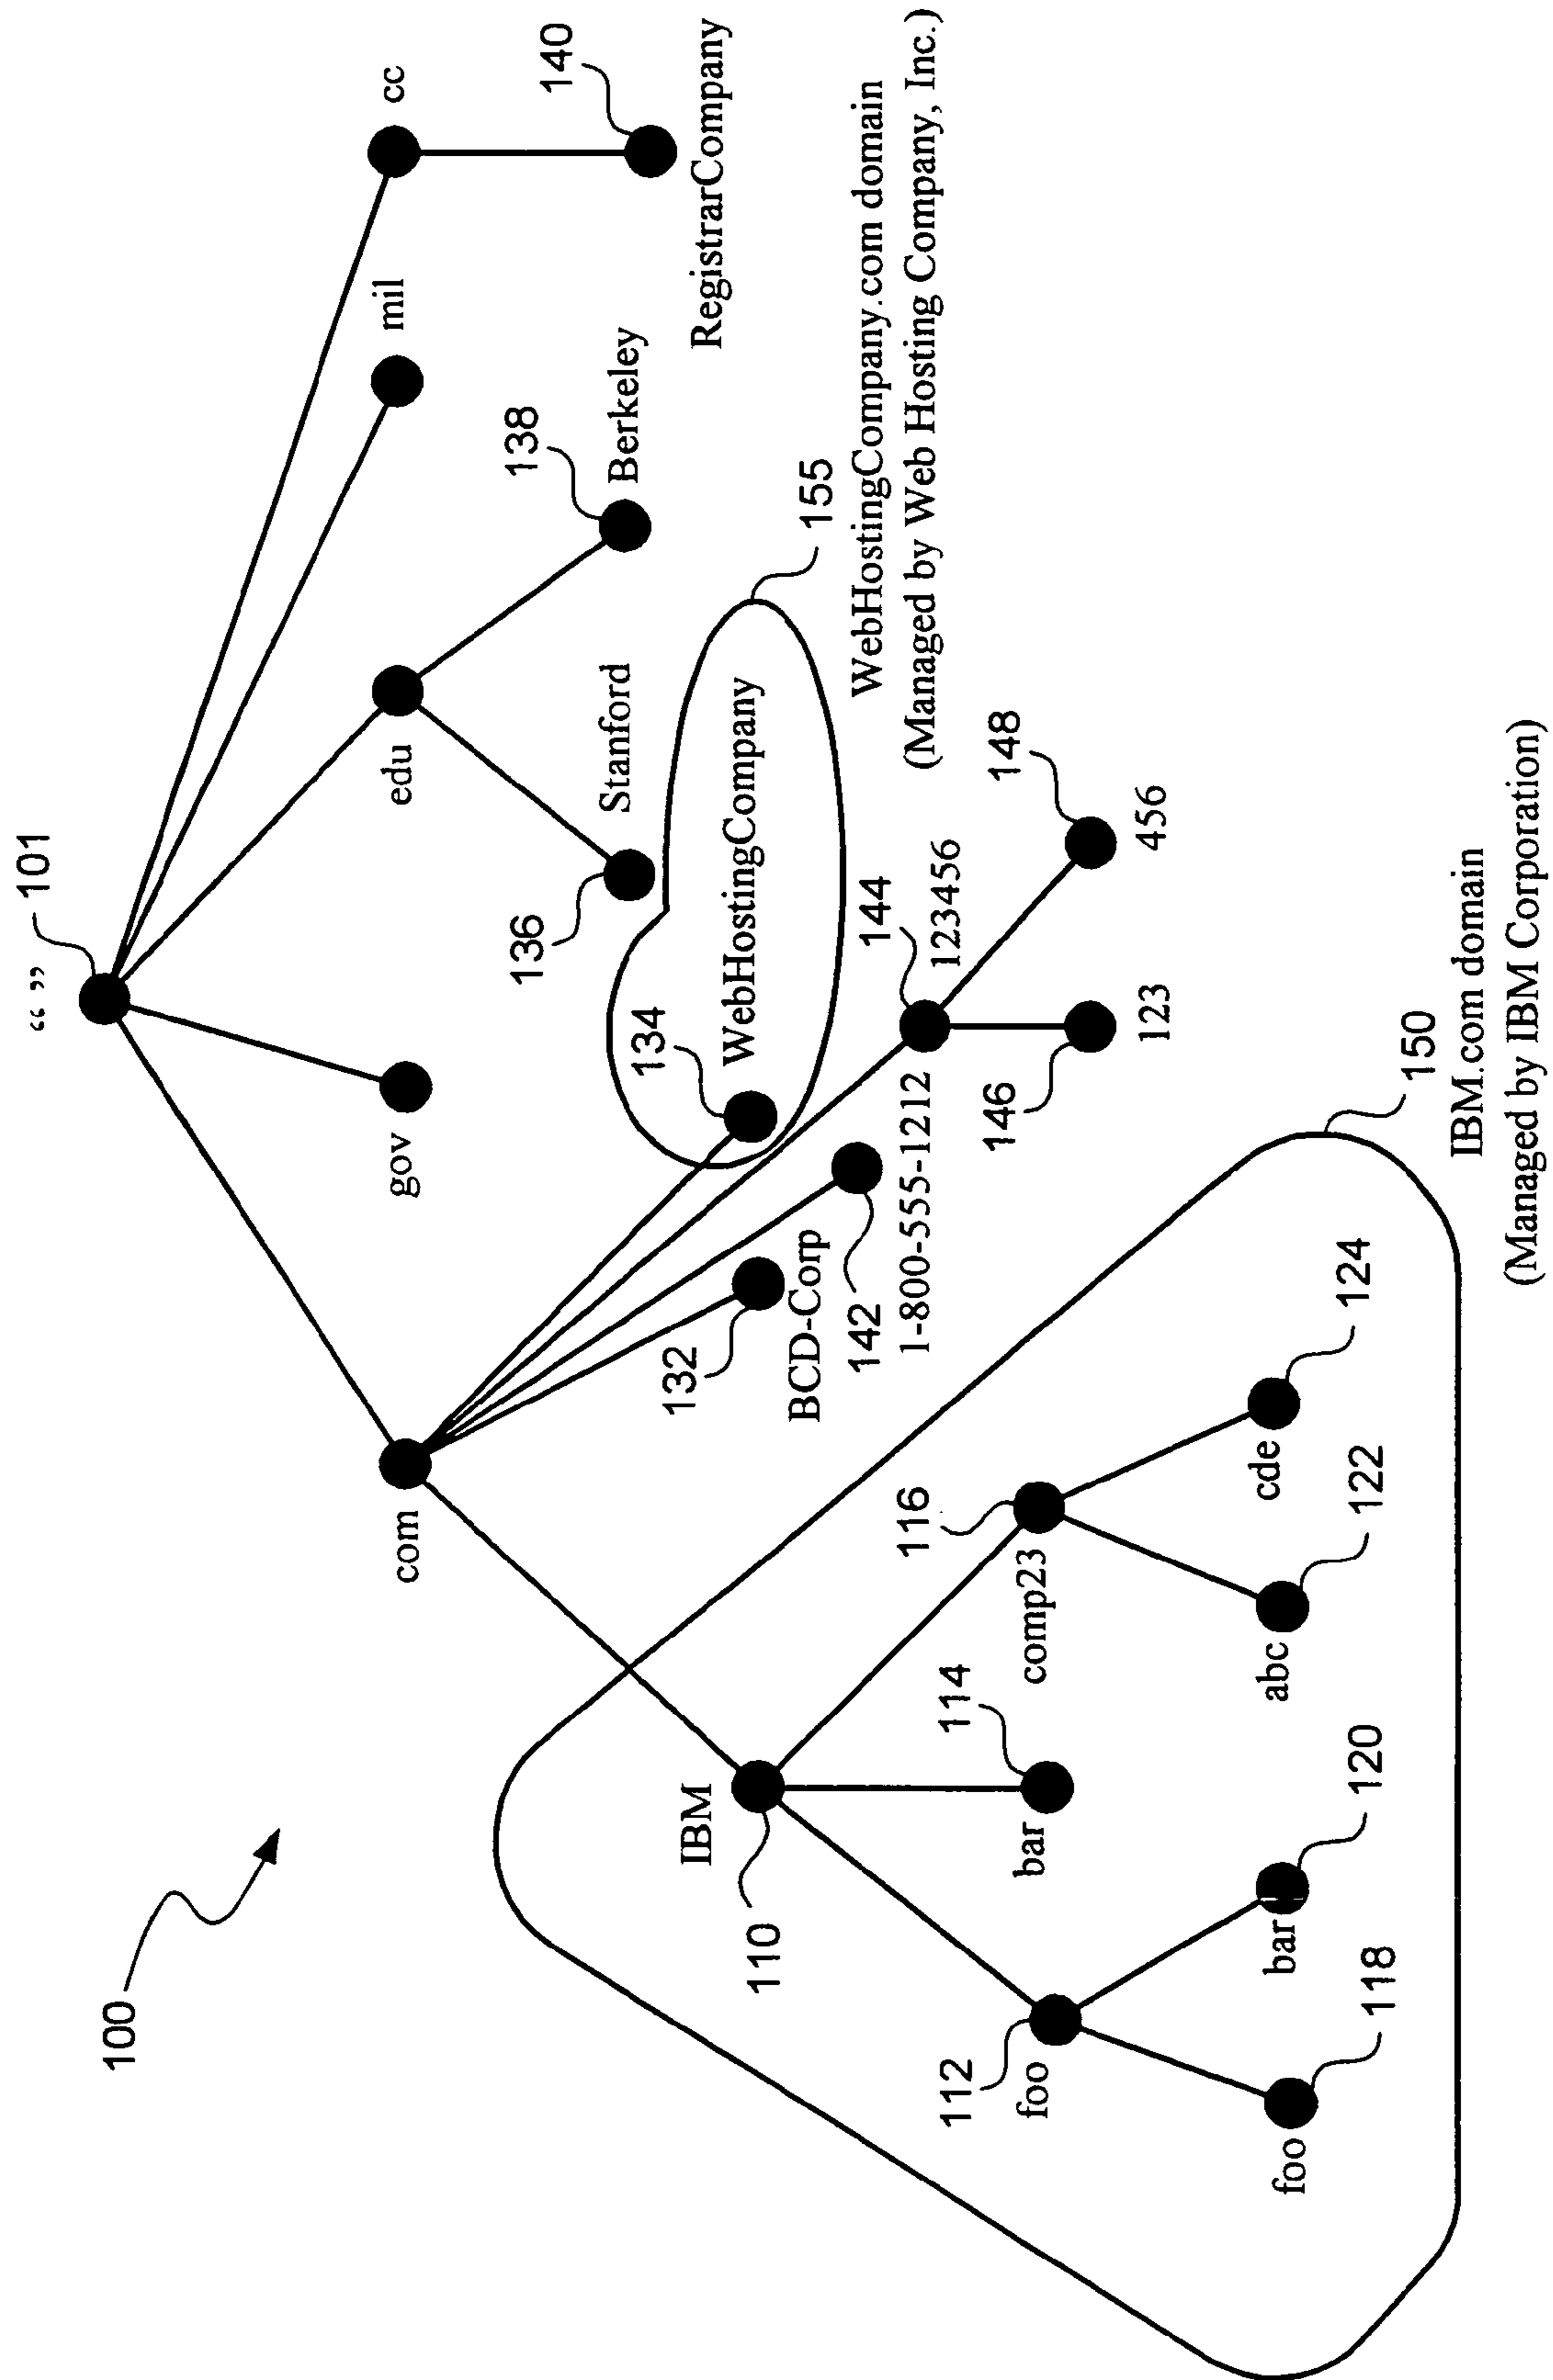 100
“ ”
101
com
gov
edu
mil
cc
136
Stanford
138
Berkeley
140
RegistrarCompany
110
IBM
132
BCD-Corp
134
WebHostingCompany
155
WebHostingCompany.com domain
(Managed by Web Hosting Company, Inc.)
142
1-800-555-1212
144
123456
112
foo
114
bar
116
comp23
146
123
148
456
foo
118
bar
120
abc
122
cde
124
150
IBM.com domain
(Managed by IBM Corporation)